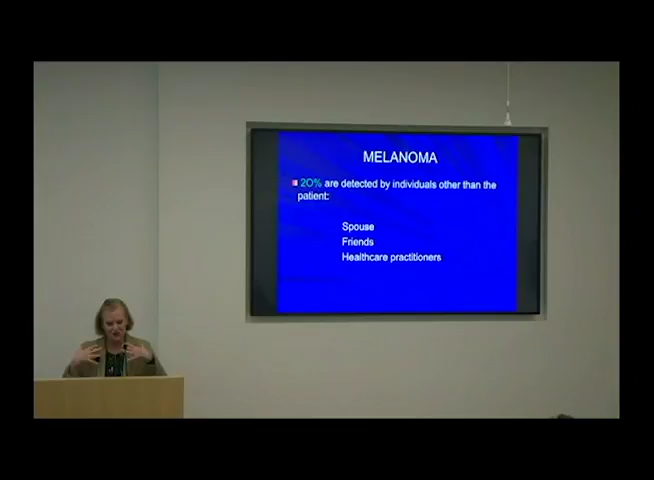 MELANOMA
20% are detected by individuals other than the
patient:
Spouse
Friends
Healthcare practitioners